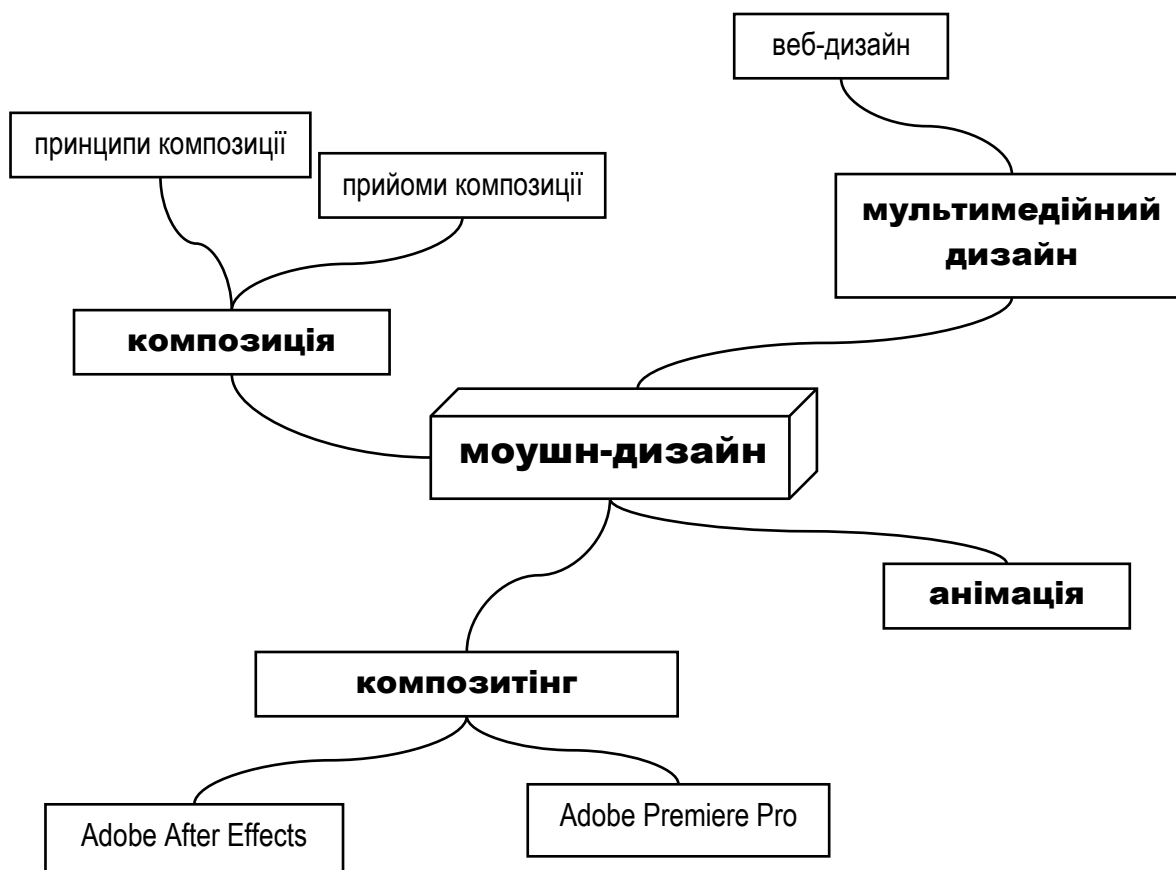 веб-дизайн
принципи композиції
прийоми композиції
мультимедійний
дизайн
композиція
моушн-дизайн
анімація
композитінг
Adobe After Effects
Adobe Premiere Pro